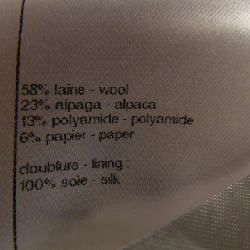 58% laine - wool
23% alpaga - alpaca
13% polyamide - polyamide
6% papier - paper
doublure - lining :
100% soie - silk